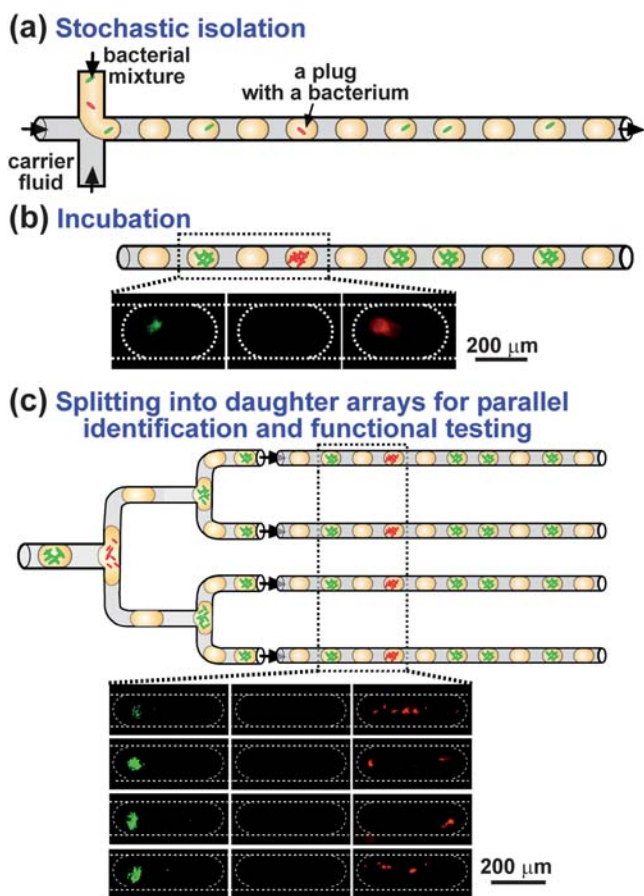 (a) Stochastic isolation
bacterial
mixture
a plug
with a bacterium
carrier
fluid
(b) Incubation
200 μm
(c) Splitting into daughter arrays for parallel
identification and functional testing
200 μm